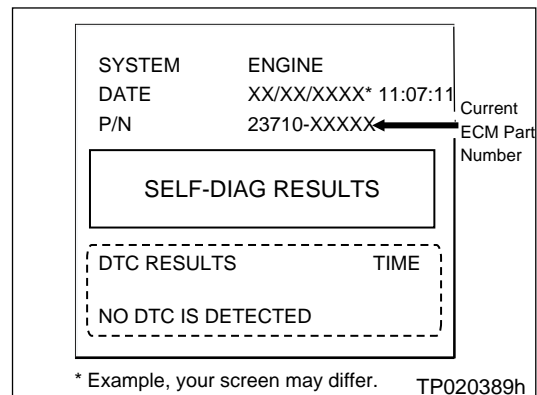 SYSTEM ENGINE
DATE XX/XX/XXXX* 11:07:11
P/N 23710-XXXXX
Current
ECM Part
Number
SELF-DIAG RESULTS
DTC RESULTS TIME
NO DTC IS DETECTED
* Example, your screen may differ. TP020389h